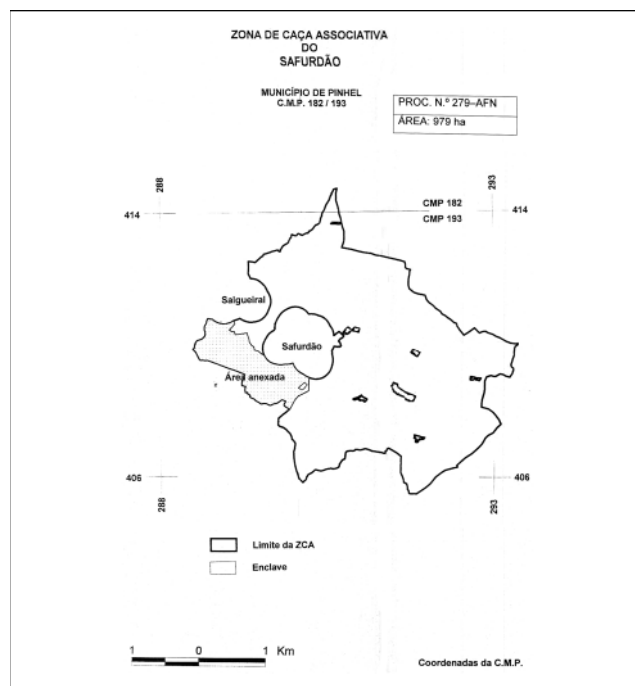 ZONA DE CAÇA ASSOCIATIVA
DO
SAFURDÃO
MUNICÍPIO DE PINHEL
C.M.P. 182 / 193
PROC. N.º 279–AFN
ÁREA: 979 ha
288
293
414
CMP 182
414
CMP 193
Salgueiral
Safurdão
Área anexada
406
406
288
293
Limite da ZCA
Enclave
1 0 1 Km
Coordenadas da C.M.P.